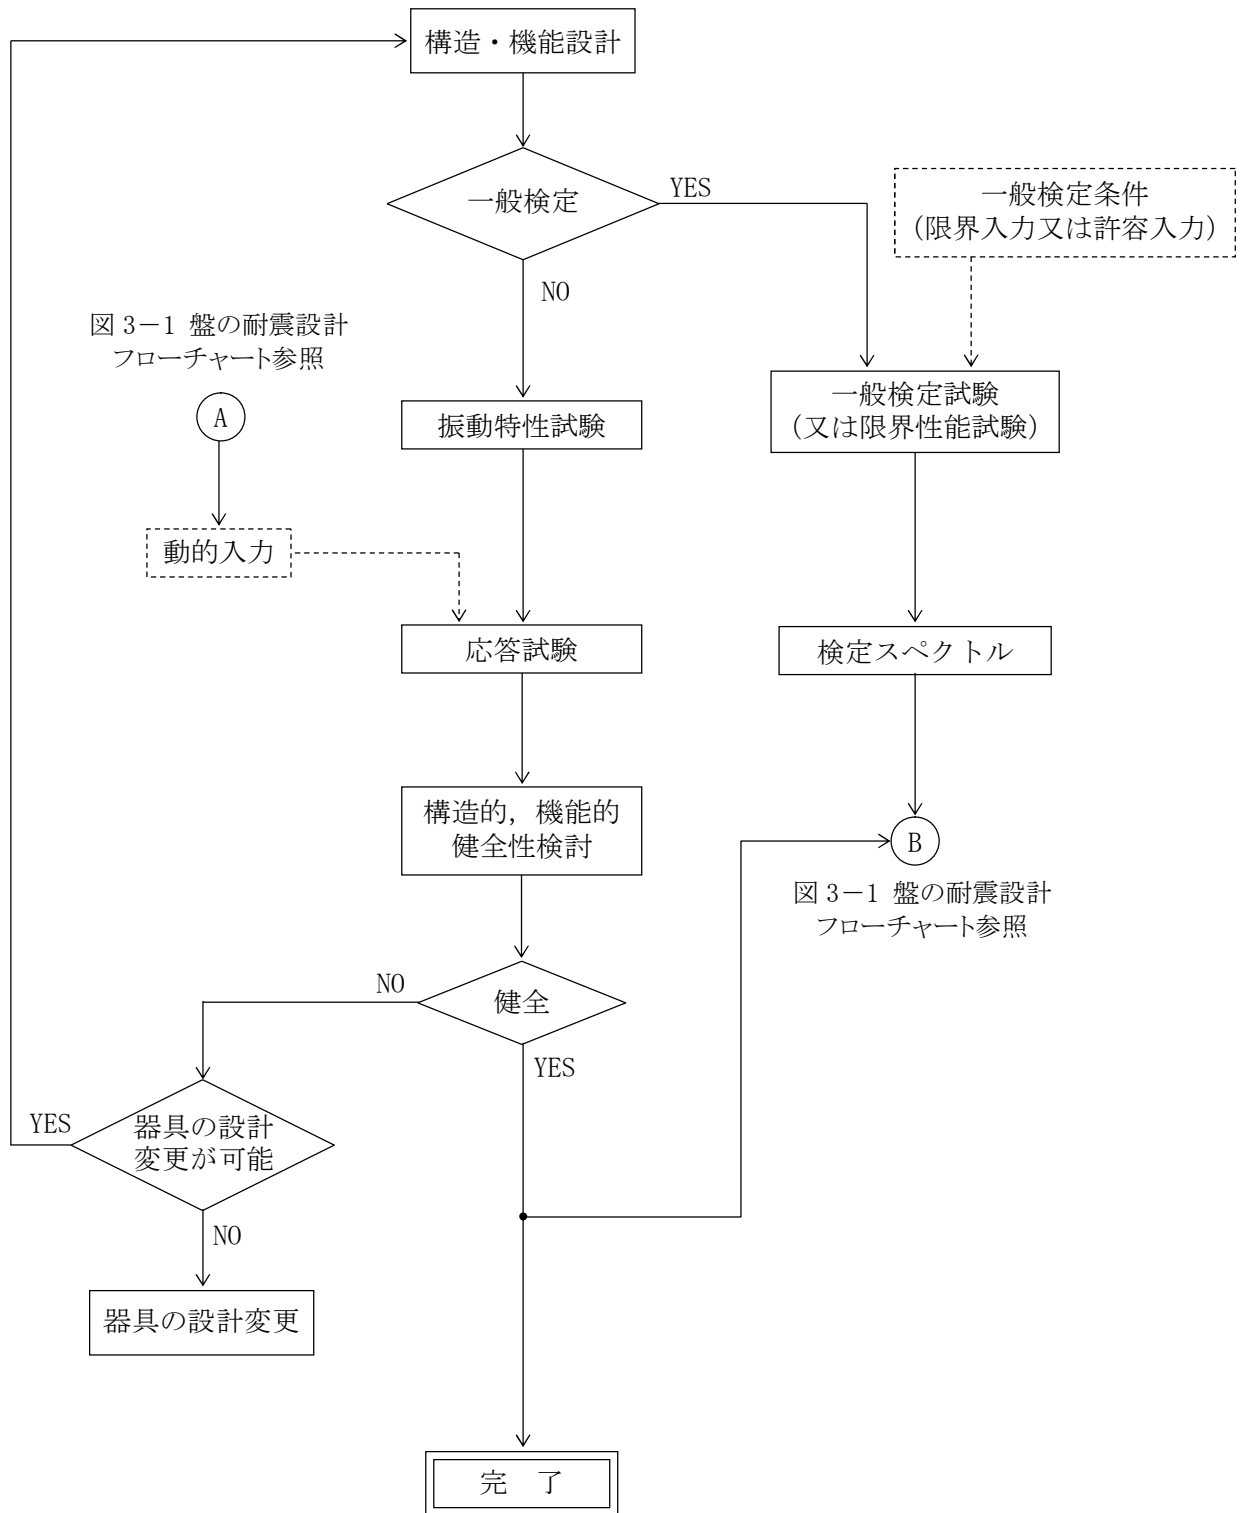 構造・機能設計
一般検定
YES
一般検定条件
(限界入力又は許容入力)
NO
図 3－1 盤の耐震設計
フローチャート参照
A
振動特性試験
一般検定試験
(又は限界性能試験)
動的入力
応答試験
検定スペクトル
構造的，機能的
健全性検討
B
図 3－1 盤の耐震設計
フローチャート参照
NO
健全
YES
YES
器具の設計
変更が可能
NO
器具の設計変更
完　了